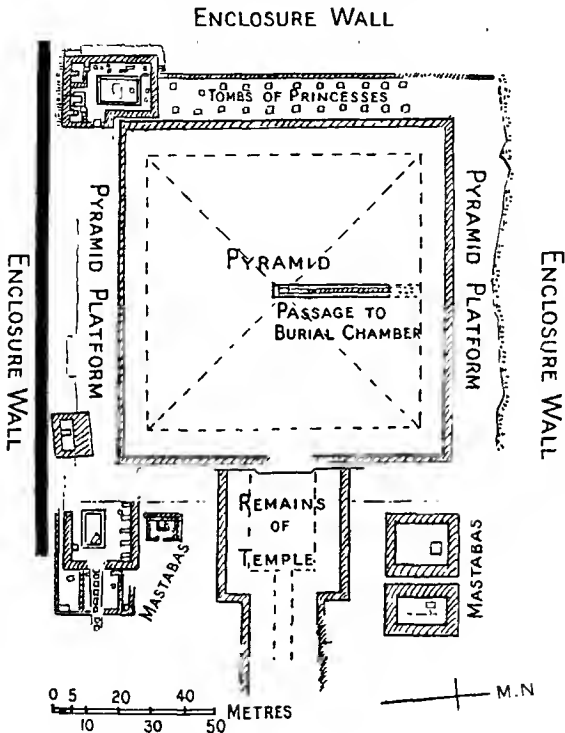 ENCLOSURE WALL
TOMBS OF PRINCESSES
PYRAMID PLATFORM
PYRAMID PLATFORM
ENCLOSURE WALL
ENCLOSURE WALL
PYRAMID
PASSAGE TO
BURIAL CHAMBER
REMAINS
OF
TEMPLE
MASTABAS
MASTABAS
0 5 20 40
10 30 50
METRES
M.N